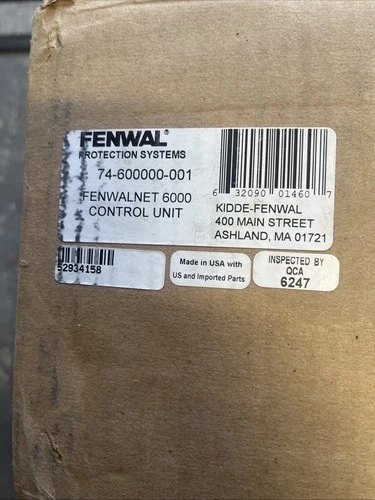 FENWAL®
PROTECTION SYSTEMS
74-600000-001
FENWALNET 6000
CONTROL UNIT
6 32090 01460 7
KIDDE-FENWAL
400 MAIN STREET
ASHLAND, MA 01721
52934158
Made in USA with
US and Imported Parts
INSPECTED BY
QCA
6247